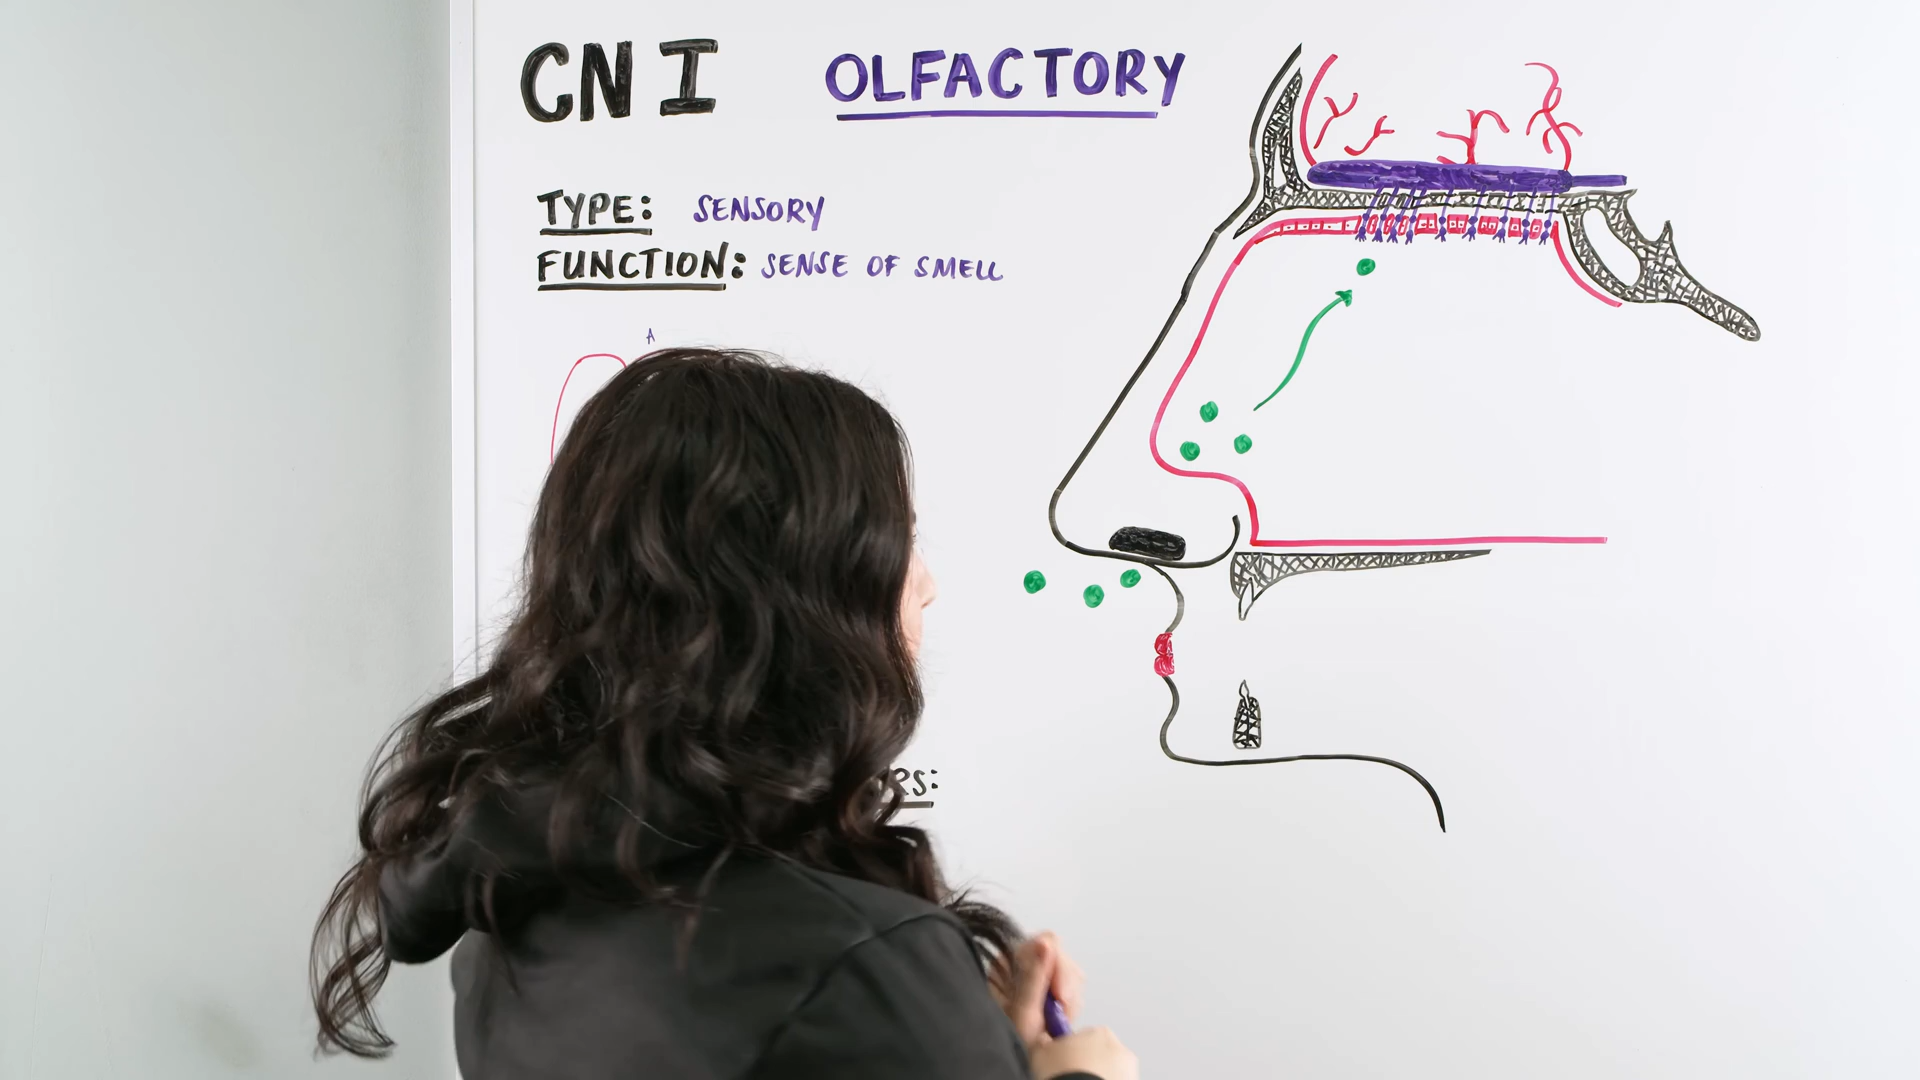 CN I OLFACTORY
TYPE: SENSORY
FUNCTION: SENSE OF SMELL
A